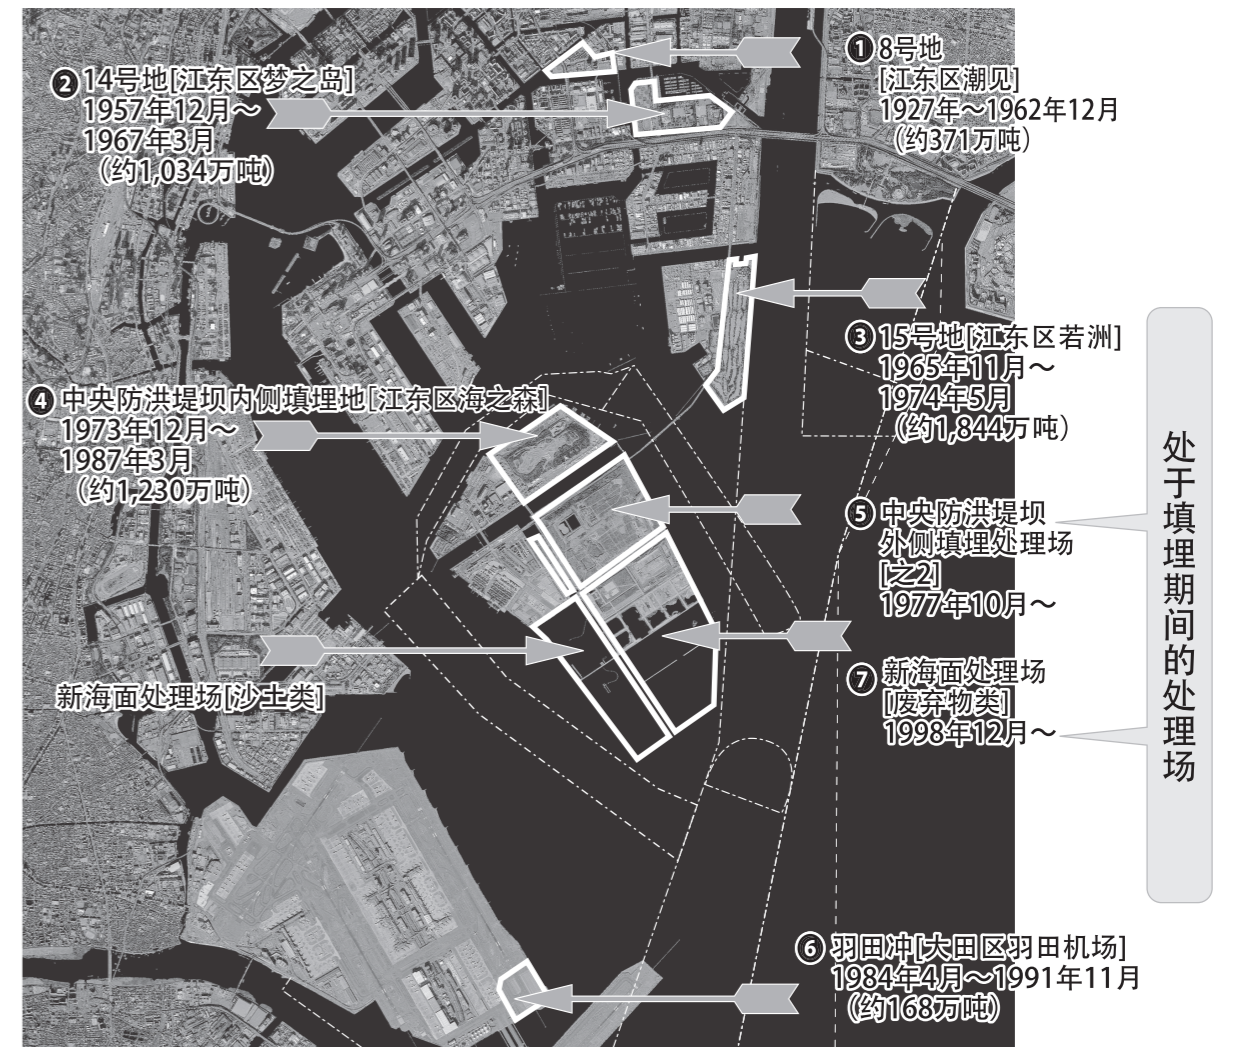 ❶ 8号地
[江东区潮见]
1927年～1962年12月
（约371万吨）
❷ 14号地[江东区梦之岛]
1957年12月～
1967年3月
（约1,034万吨）
❸ 15号地[江东区若洲]
1965年11月～
1974年5月
（约1,844万吨）
❹ 中央防洪堤坝内侧填埋地[江东区海之森]
1973年12月～
1987年3月
（约1,230万吨）
❺ 中央防洪堤坝
外侧填埋处理场
[之2]
1977年10月～
新海面处理场[沙土类]
❼ 新海面处理场
[废弃物类]
1998年12月～
❻ 羽田冲[大田区羽田机场]
1984年4月～1991年11月
（约168万吨）
处于填埋期间的处理场